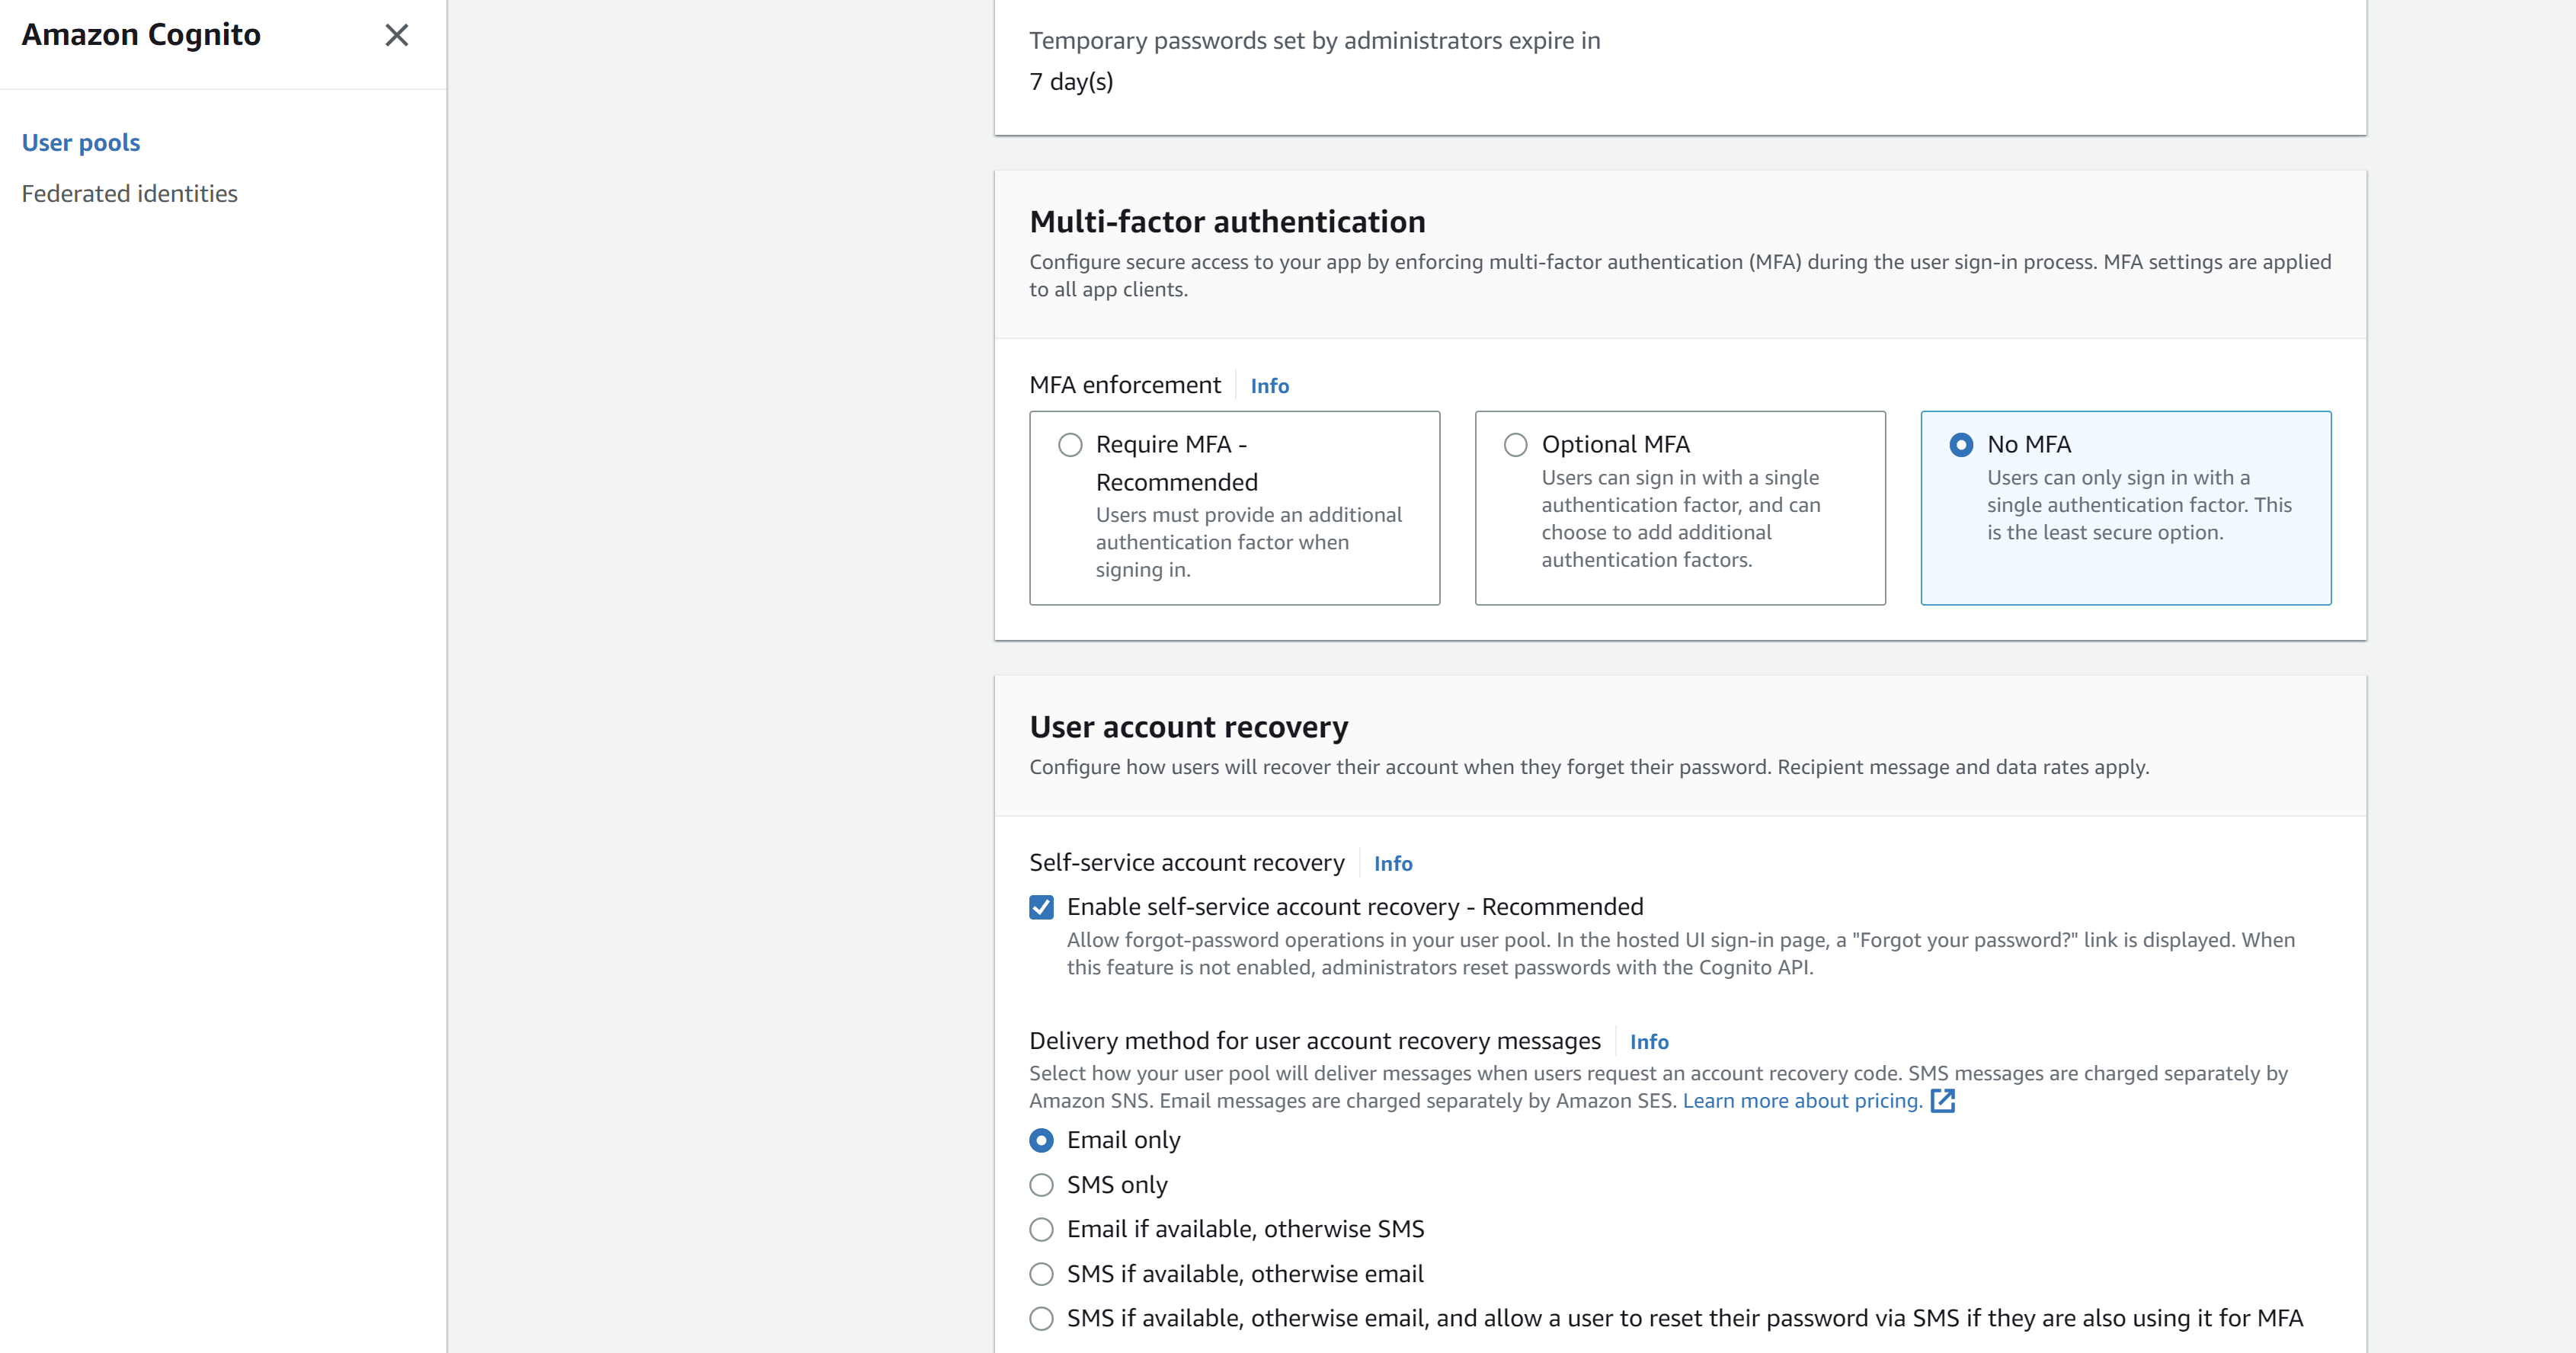 Amazon Cognito
User pools
Federated identities
Temporary passwords set by administrators expire in
7 day(s)
Multi-factor authentication
Configure secure access to your app by enforcing multi-factor authentication (MFA) during the user sign-in process. MFA settings are applied
to all app clients.
MFA enforcement Info
Require MFA -
Recommended
Users must provide an additional
authentication factor when
signing in.
Optional MFA
Users can sign in with a single
authentication factor, and can
choose to add additional
authentication factors.
No MFA
Users can only sign in with a
single authentication factor. This
is the least secure option.
User account recovery
Configure how users will recover their account when they forget their password. Recipient message and data rates apply.
Self-service account recovery Info
Enable self-service account recovery - Recommended
Allow forgot-password operations in your user pool. In the hosted UI sign-in page, a "Forgot your password?" link is displayed. When
this feature is not enabled, administrators reset passwords with the Cognito API.
Delivery method for user account recovery messages Info
Select how your user pool will deliver messages when users request an account recovery code. SMS messages are charged separately by
Amazon SNS. Email messages are charged separately by Amazon SES. Learn more about pricing.
Email only
SMS only
Email if available, otherwise SMS
SMS if available, otherwise email
SMS if available, otherwise email, and allow a user to reset their password via SMS if they are also using it for MFA